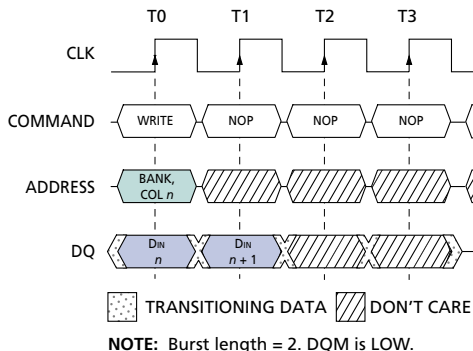 T0 T1 T2 T3
CLK
COMMAND WRITE NOP NOP NOP
ADDRESS BANK,
COL n
DQ DIN
n
DIN
n + 1
TRANSITIONING DATA DON'T CARE
NOTE: Burst length = 2. DQM is LOW.